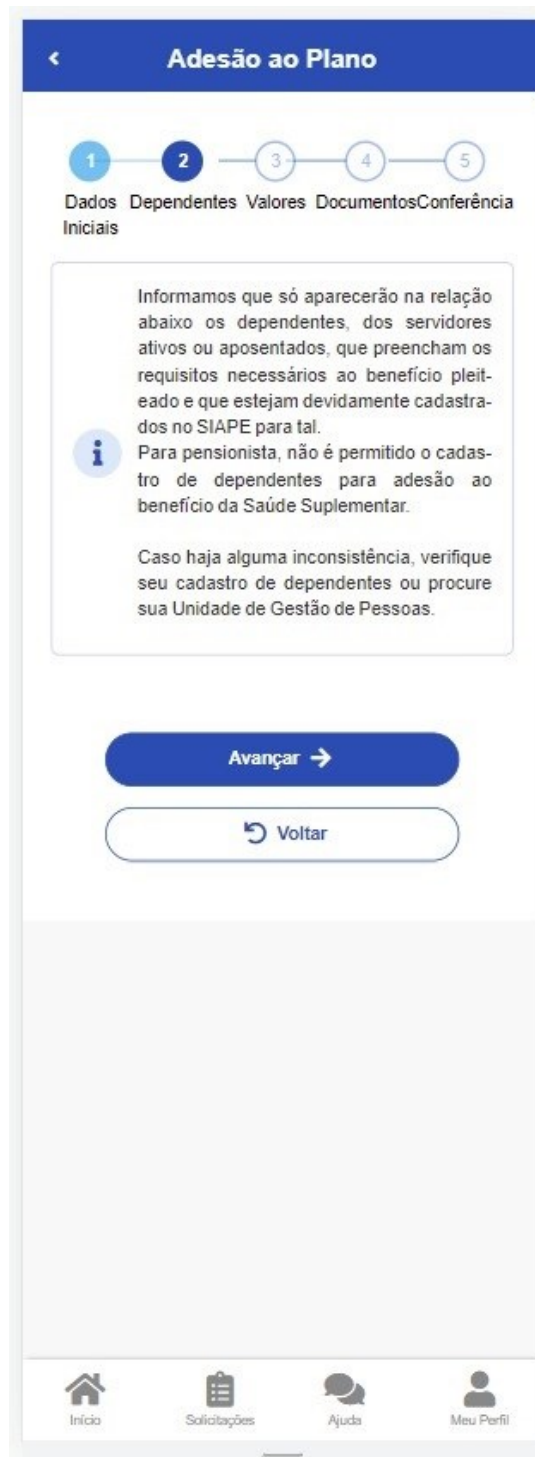 Adesão ao Plano
1 2 3 4 5
Dados Iniciais Dependentes Valores Documentos Conferência
Informamos que só aparecerão na relação
abaixo os dependentes, dos servidores
ativos ou aposentados, que preencham os
requisitos necessários ao benefício pleit-
eado e que estejam devidamente cadastra-
dos no SIAPE para tal.
Para pensionista, não é permitido o cadas-
tro de dependentes para adesão ao
benefício da Saúde Suplementar.
Caso haja alguma inconsistência, verifique
seu cadastro de dependentes ou procure
sua Unidade de Gestão de Pessoas.
Avançar
Voltar
Início Solicitações Ajuda Meu Perfil